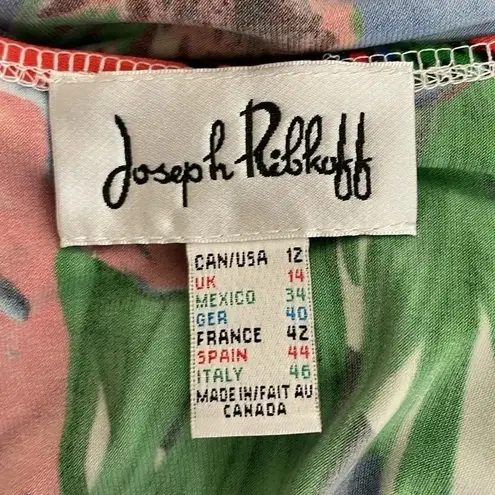 Joseph Ribkoff
CAN/USA 12
UK 14
MEXICO 34
GER 40
FRANCE 42
SPAIN 44
ITALY 46
MADE IN/FAIT AU
CANADA